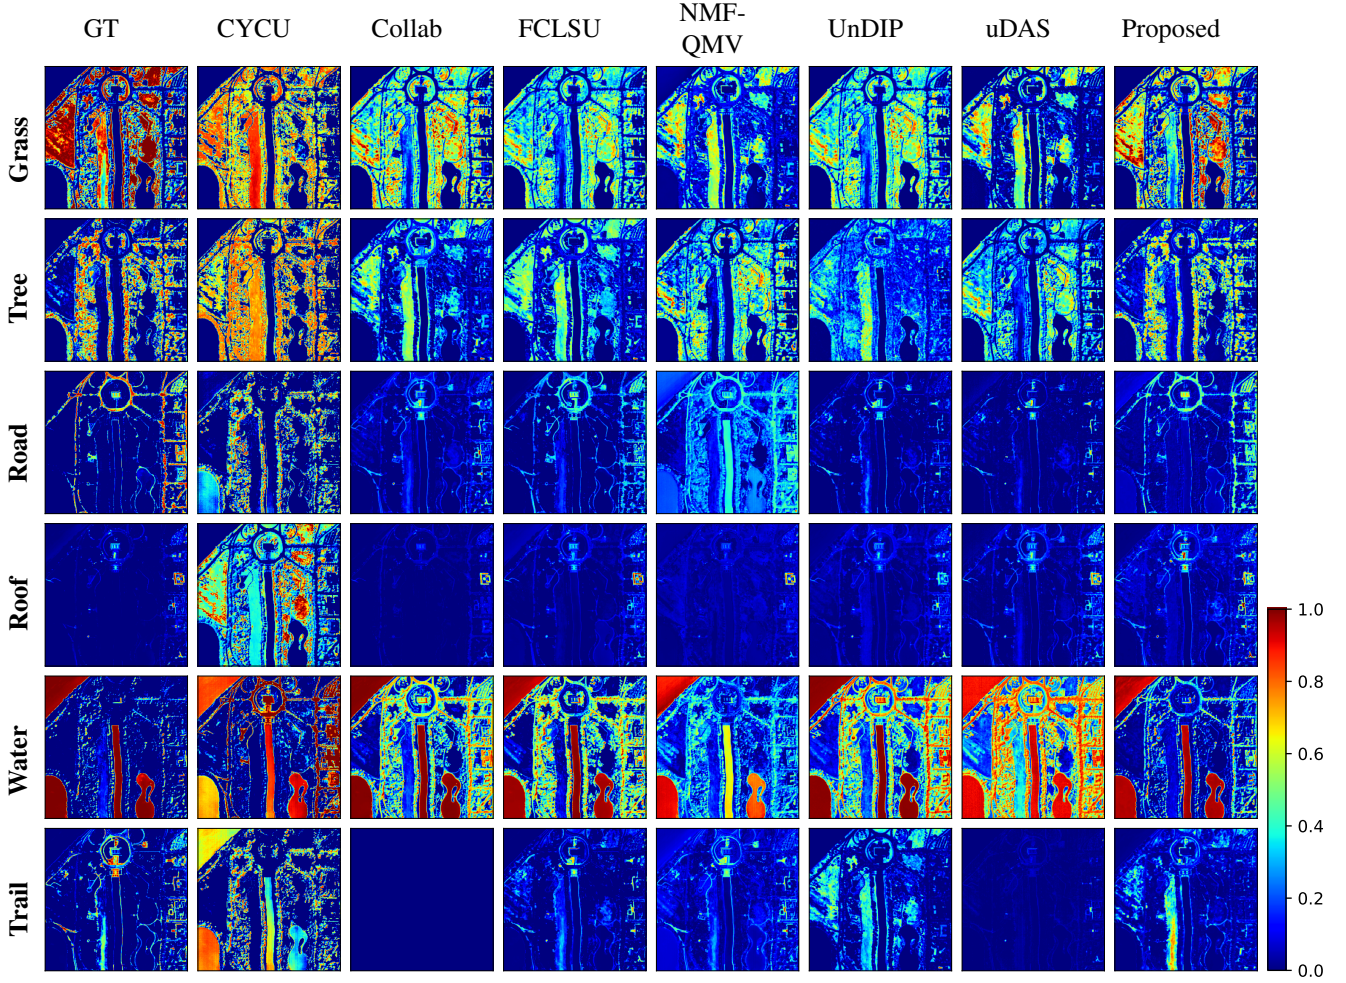 GT CYCU Collab FCLSU NMF-QMV UnDIP uDAS Proposed
Grass
Tree
Road
Roof
Water
Trail
1.0
0.8
0.6
0.4
0.2
0.0